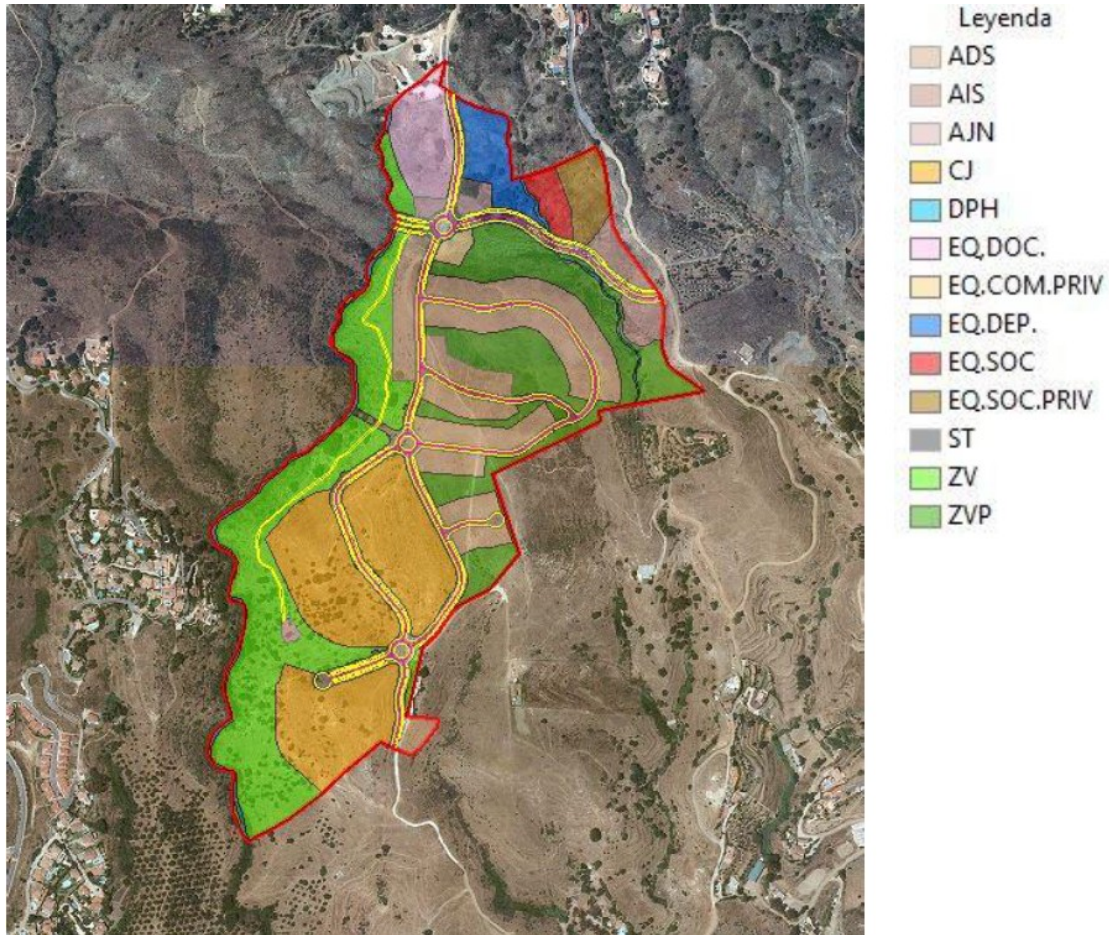 Leyenda
ADS
AIS
AJN
CJ
DPH
EQ.DOC.
EQ.COM.PRIV
EQ.DEP.
EQ.SOC
EQ.SOC.PRIV
ST
ZV
ZVP